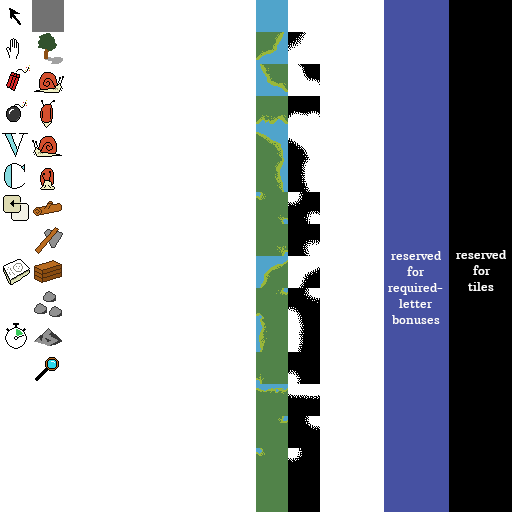 V
C
reserved
for
required-
letter
bonuses
reserved
for
tiles